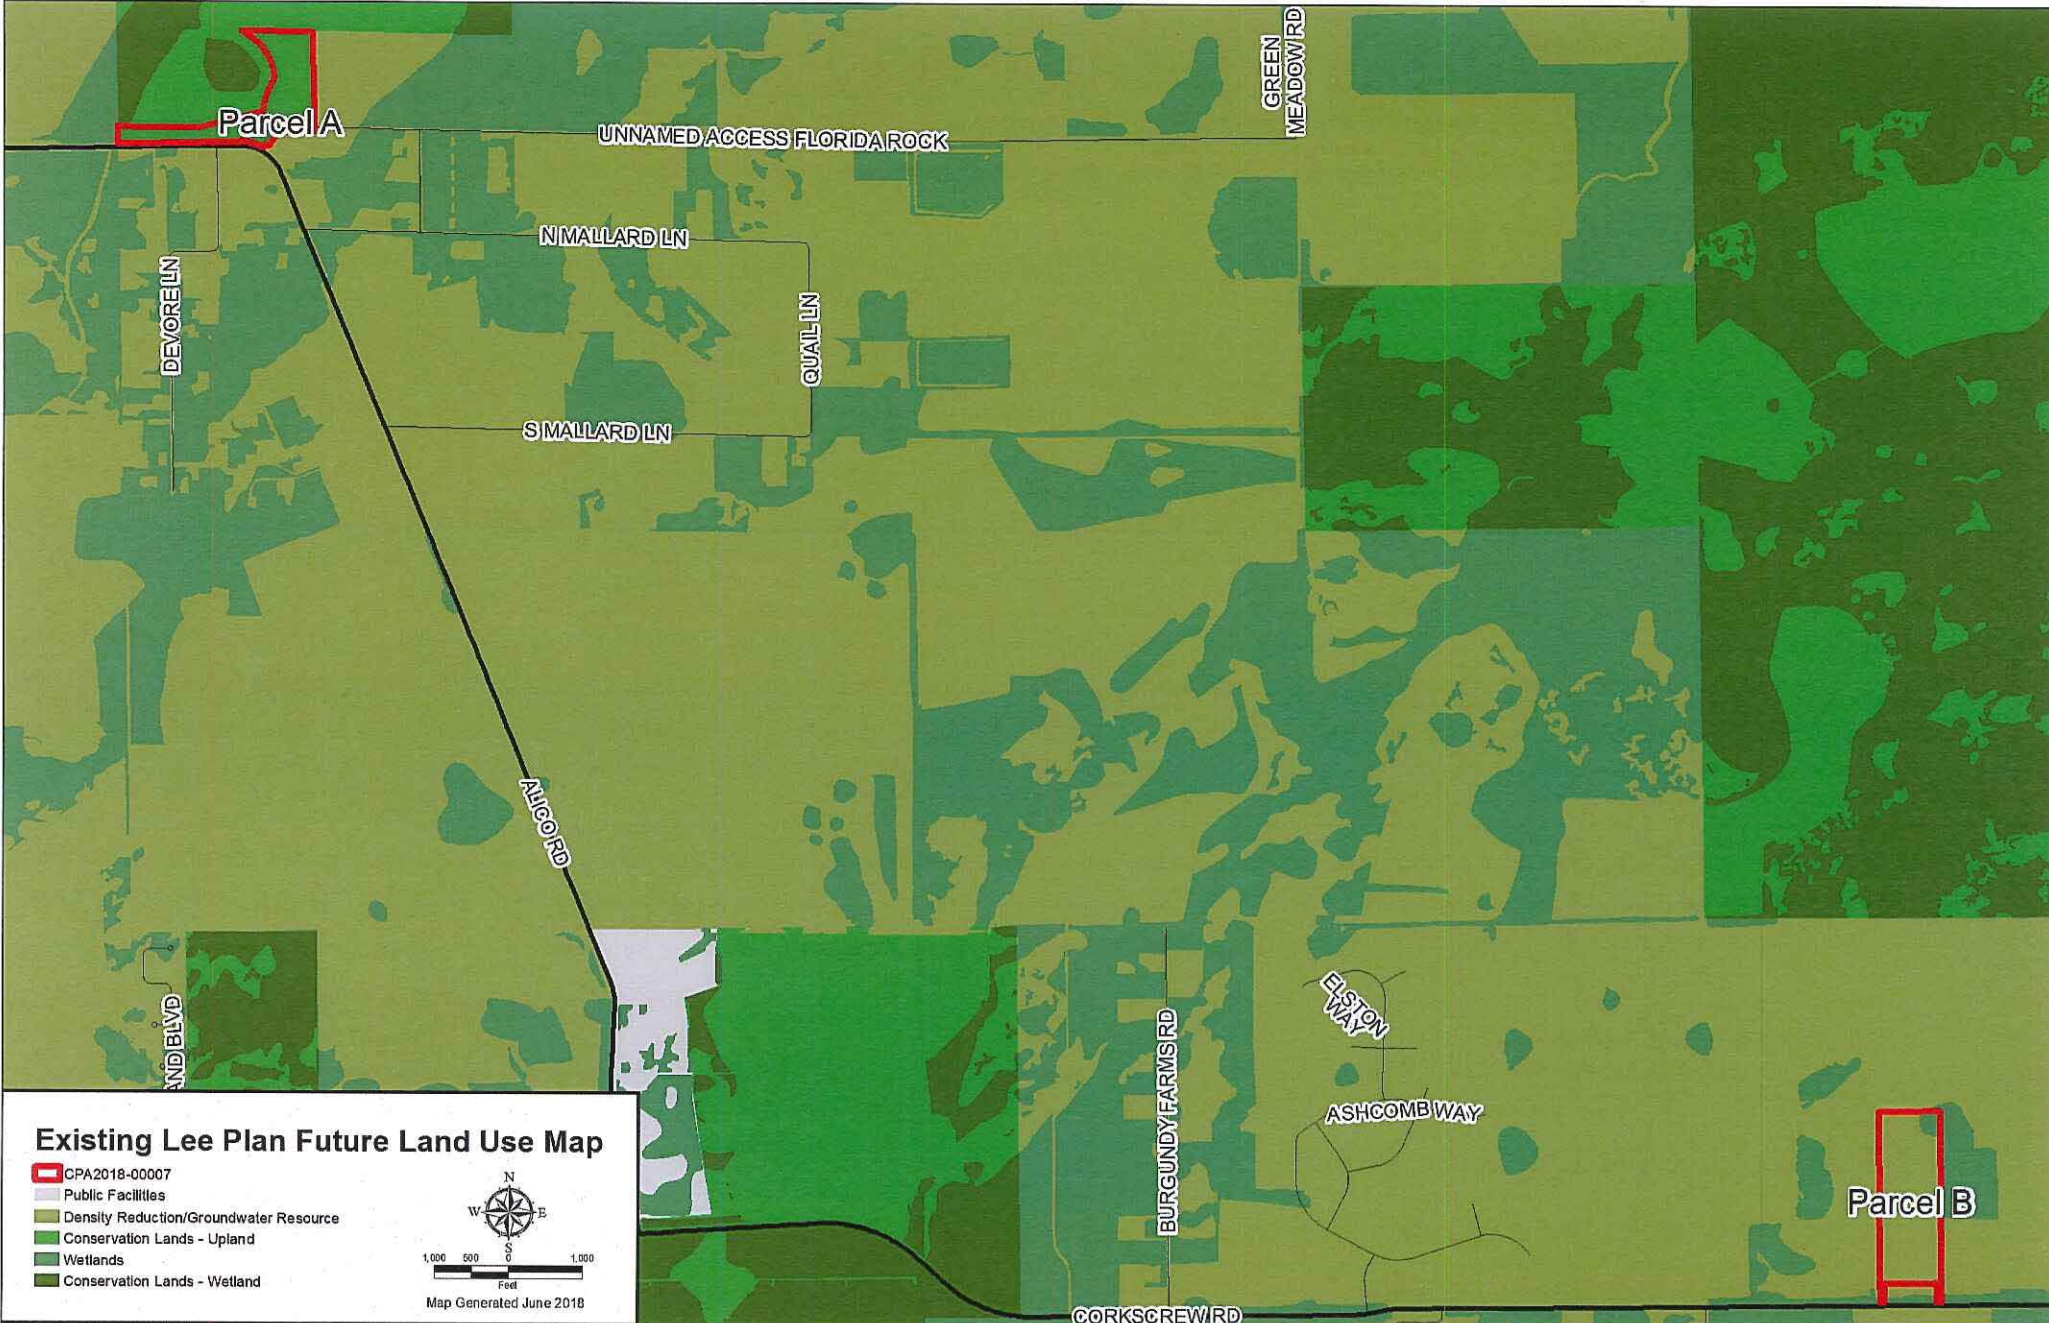 GREEN
MEADOW RD
Parcel A
UNNAMED ACCESS FLORIDA ROCK
N MALLARD LN
DEVORE LN
QUAIL LN
S MALLARD LN
ALICO RD
AND BLVD
ELSTON
WAY
BURGUNDY FARMS RD
ASHCOMB WAY
Parcel B
CORKSCREW RD
Existing Lee Plan Future Land Use Map
CPA2018-00007
Public Facilities
Density Reduction/Groundwater Resource
Conservation Lands - Upland
Wetlands
Conservation Lands - Wetland
N
W E
S
1,000 500 0 1,000
Feet
Map Generated June 2018